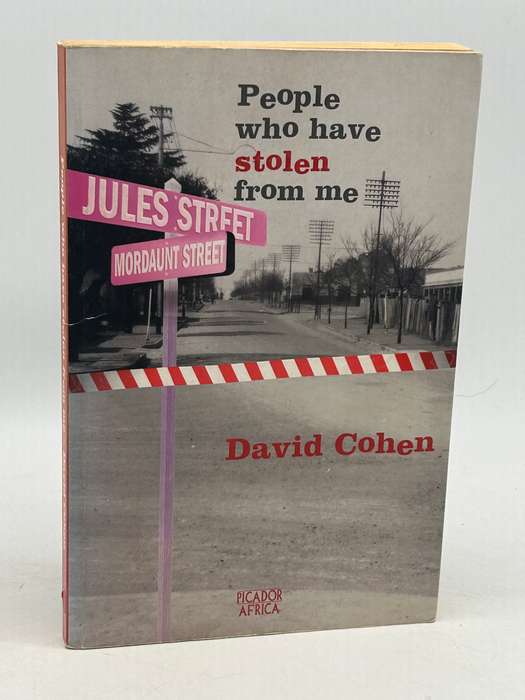 People
who have
stolen
from me
JULES STREET
MORDAUNT STREET
David Cohen
PICADOR
AFRICA